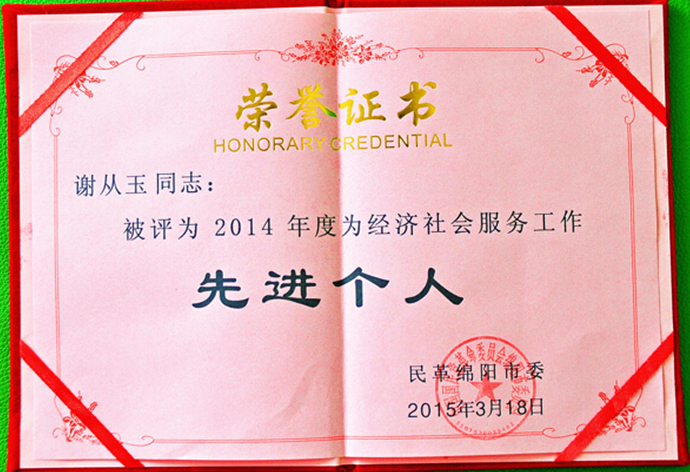 荣誉证书
HONORARY CREDENTIAL
谢从玉同志：
被评为 2014 年度为经济社会服务工作
先进个人
民革绵阳市委
2015年3月18日